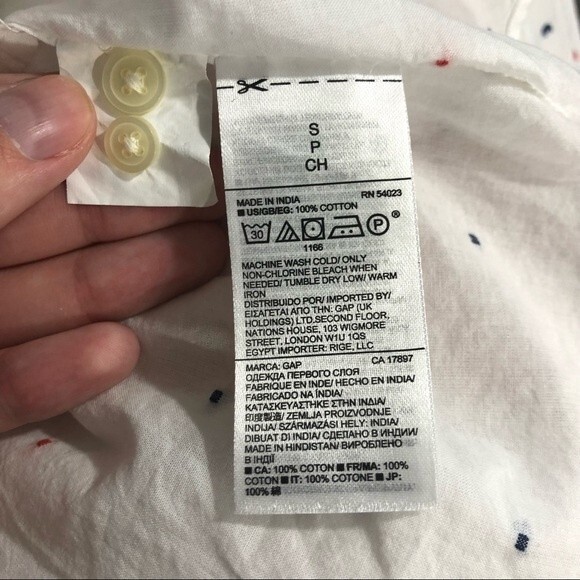 S
P
CH
MADE IN INDIA RN 54023
■ US/GB/EG: 100% COTTON
30 P ®
1166
MACHINE WASH COLD/ ONLY
NON-CHLORINE BLEACH WHEN
NEEDED/ TUMBLE DRY LOW/ WARM
IRON
DISTRIBUIDO POR/ IMPORTED BY/
ΕΙΣΑΓΕΤΑΙ ΑΠΟ ΤΗΝ: GAP (UK
HOLDINGS) LTD.SECOND FLOOR,
NATIONS HOUSE, 103 WIGMORE
STREET, LONDON W1U 1QS
EGYPT IMPORTER: RIGE, LLC
MARCA: GAP CA 17897
ОДЕЖДА ПЕРВОГО СЛОЯ
FABRIQUE EN INDE/ HECHO EN INDIA/
FABRICADO NA ÍNDIA/
ΚΑΤΑΣΚΕΥΑΣΤΗΚΕ ΣΤΗΝ ΙΝΔΙΑ/
印度製造/ ZEMLJA PROIZVODNJE
INDIJA/ SZÁRMAZÁSI HELY: INDIA/
DIBUAT DI INDIA/ СДЕЛАНО В ИНДИИ/
MADE IN HINDISTAN/ ВИРОБЛЕНО
В ІНДІЇ
■ CA: 100% COTON ■ FR/MA: 100%
COTON ■ IT: 100% COTONE ■ JP:
100% 綿